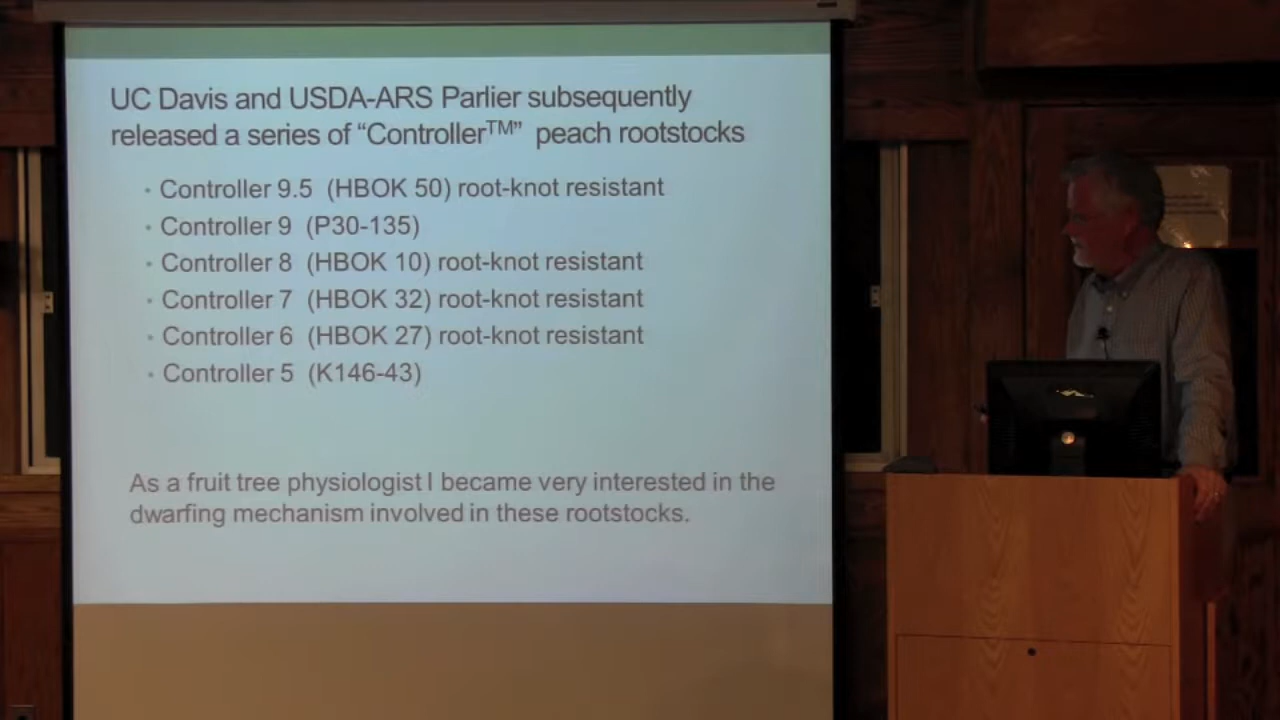 UC Davis and USDA-ARS Parlier subsequently
released a series of “Controller™” peach rootstocks
• Controller 9.5 (HBOK 50) root-knot resistant
• Controller 9 (P30-135)
• Controller 8 (HBOK 10) root-knot resistant
• Controller 7 (HBOK 32) root-knot resistant
• Controller 6 (HBOK 27) root-knot resistant
• Controller 5 (K146-43)
As a fruit tree physiologist I became very interested in the
dwarfing mechanism involved in these rootstocks.